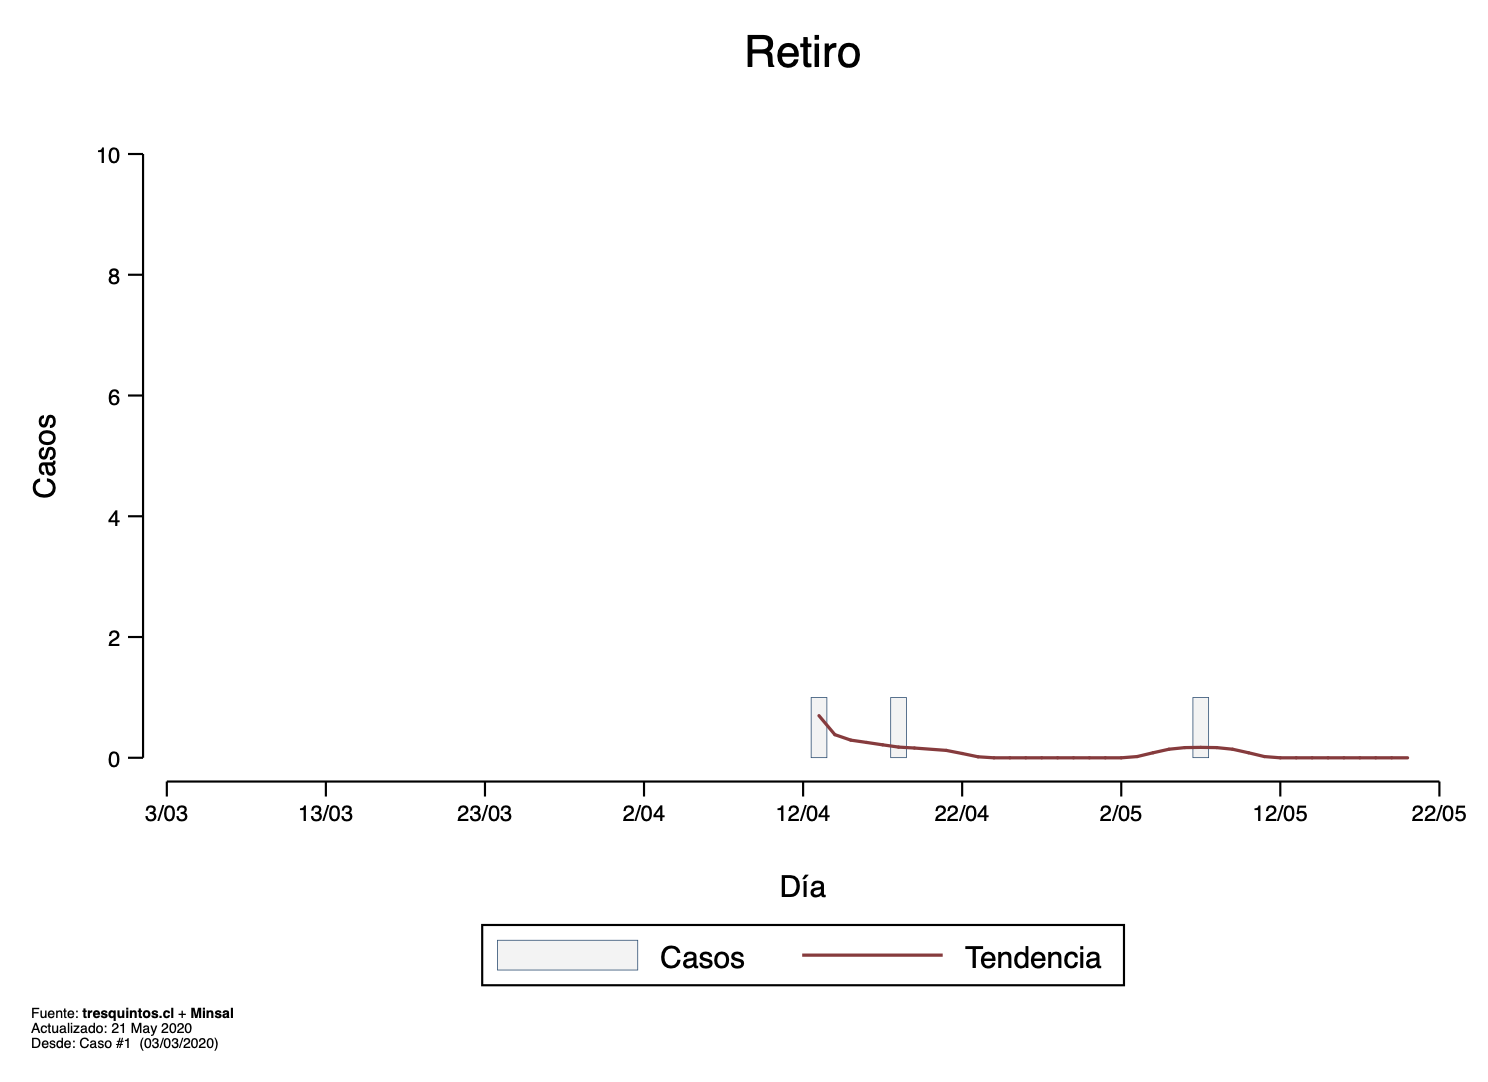 Retiro
Casos
10
8
6
4
2
0
3/03 13/03 23/03 2/04 12/04 22/04 2/05 12/05 22/05
Día
Casos Tendencia
Fuente: tresquintos.cl + Minsal
Actualizado: 21 May 2020
Desde: Caso #1 (03/03/2020)